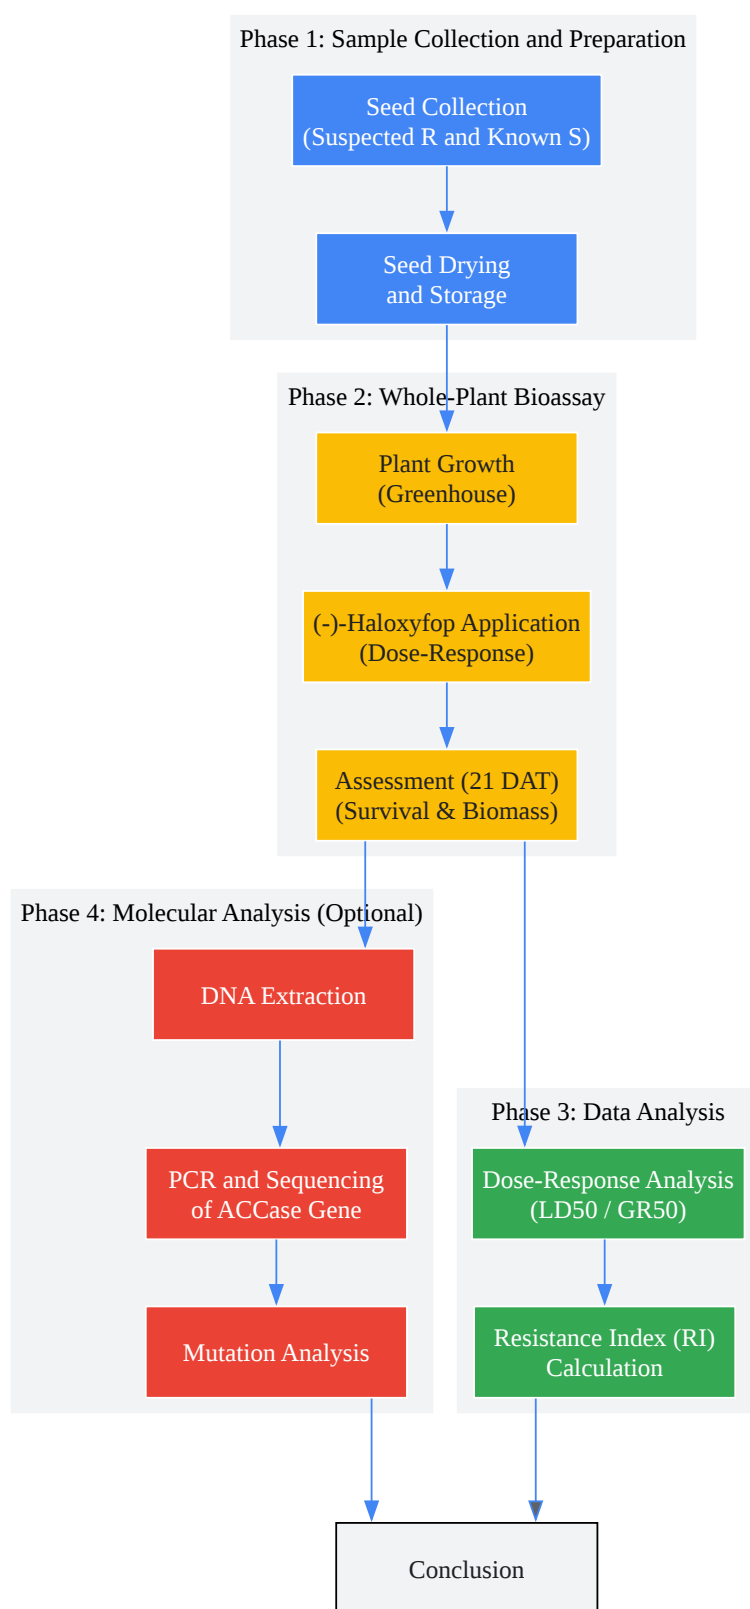 Phase 1: Sample Collection and Preparation
Seed Collection
(Suspected R and Known S)
Seed Drying
and Storage
Phase 2: Whole-Plant Bioassay
Plant Growth
(Greenhouse)
(-)-Haloxyfop Application
(Dose-Response)
Assessment (21 DAT)
(Survival & Biomass)
Phase 4: Molecular Analysis (Optional)
DNA Extraction
PCR and Sequencing
of ACCase Gene
Mutation Analysis
Phase 3: Data Analysis
Dose-Response Analysis
(LD50 / GR50)
Resistance Index (RI)
Calculation
Conclusion